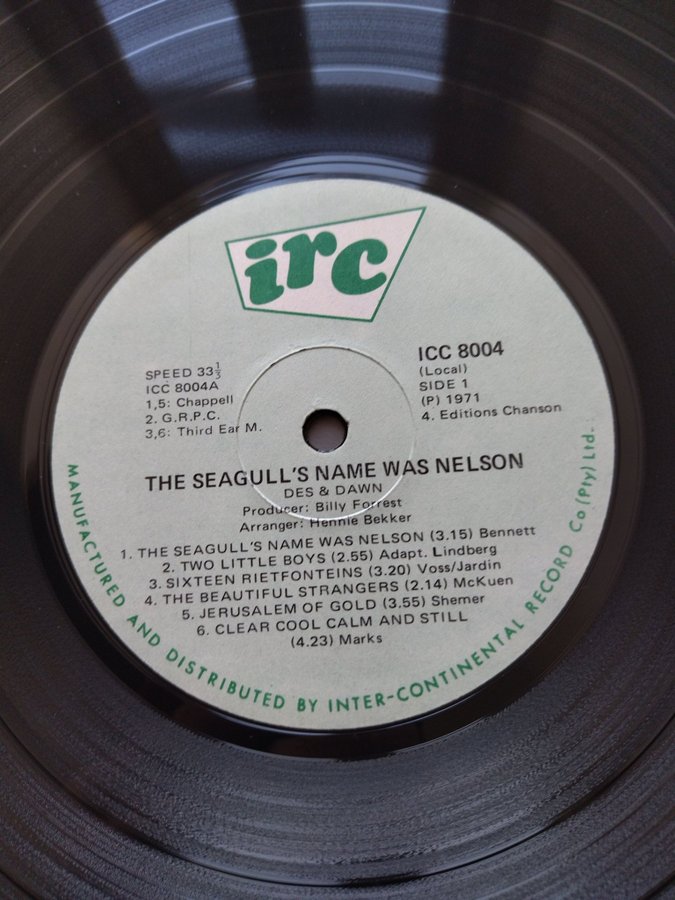 irc
SPEED 33⅓
ICC 8004A
1,5: Chappell
2. G.R.P.C.
3,6: Third Ear M.
ICC 8004
(Local)
SIDE 1
(P) 1971
4. Editions Chanson
THE SEAGULL'S NAME WAS NELSON
DES & DAWN
Producer: Billy Forrest
Arranger: Hennie Bekker
1. THE SEAGULL'S NAME WAS NELSON (3.15) Bennett
2. TWO LITTLE BOYS (2.55) Adapt. Lindberg
3. SIXTEEN RIETFONTEINS (3.20) Voss/Jardin
4. THE BEAUTIFUL STRANGERS (2.14) McKuen
5. JERUSALEM OF GOLD (3.55) Shemer
6. CLEAR COOL CALM AND STILL
(4.23) Marks
MANUFACTURED AND DISTRIBUTED BY INTER-CONTINENTAL RECORD Co (Pty) Ltd.